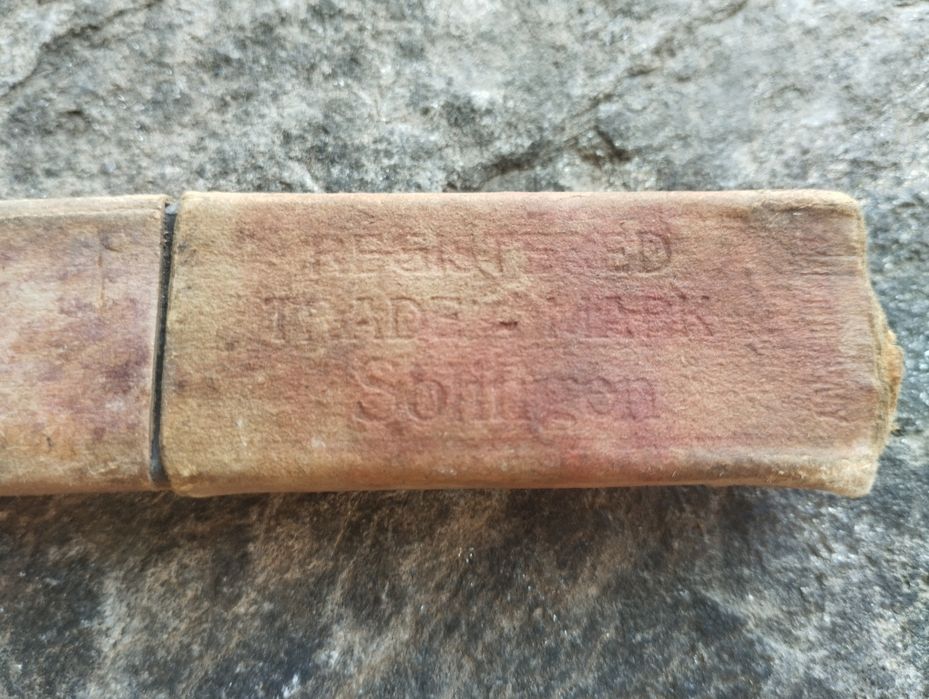 REGISTERED
TRADE-MARK
Solingen